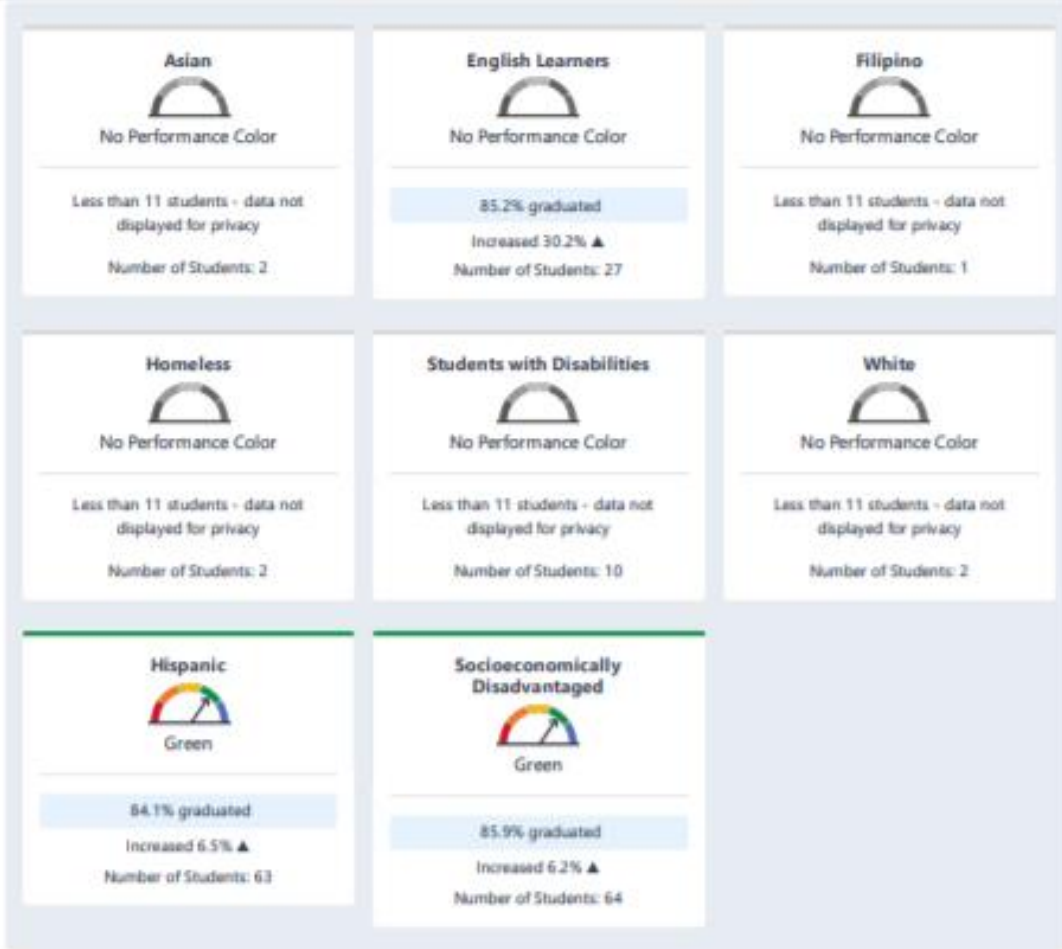 Asian
No Performance Color
Less than 11 students - data not
displayed for privacy
Number of Students: 2
English Learners
No Performance Color
85.2% graduated
Increased 30.2% ▲
Number of Students: 27
Filipino
No Performance Color
Less than 11 students - data not
displayed for privacy
Number of Students: 1
Homeless
No Performance Color
Less than 11 students - data not
displayed for privacy
Number of Students: 2
Students with Disabilities
No Performance Color
Less than 11 students - data not
displayed for privacy
Number of Students: 10
White
No Performance Color
Less than 11 students - data not
displayed for privacy
Number of Students: 2
Hispanic
Green
84.1% graduated
Increased 6.5% ▲
Number of Students: 63
Socioeconomically
Disadvantaged
Green
85.9% graduated
Increased 6.2% ▲
Number of Students: 64